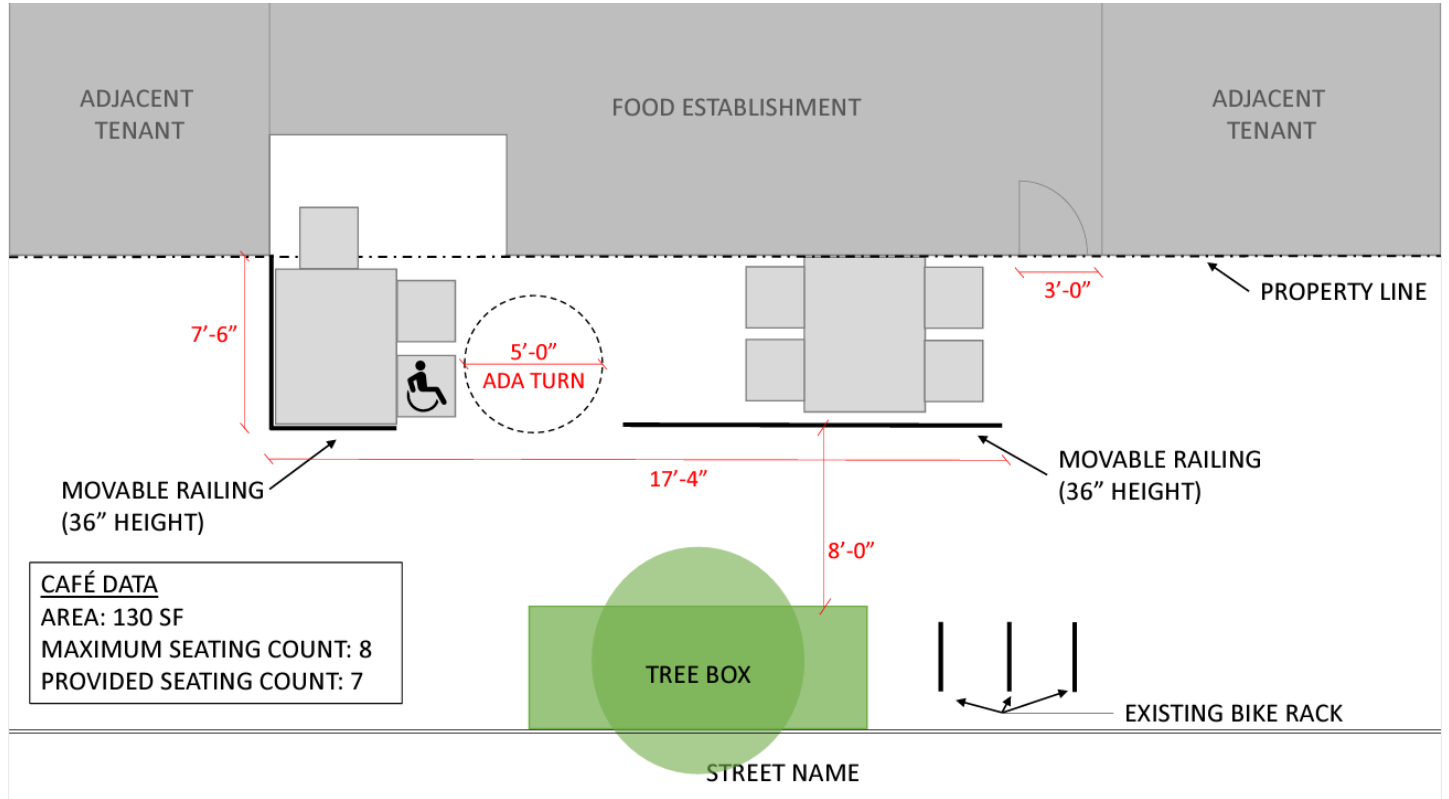 ADJACENT
TENANT
FOOD ESTABLISHMENT
ADJACENT
TENANT
3’-0”
PROPERTY LINE
7’-6”
5’-0”
ADA TURN
17’-4”
MOVABLE RAILING
(36” HEIGHT)
MOVABLE RAILING
(36” HEIGHT)
8’-0”
CAFÉ DATA
AREA: 130 SF
MAXIMUM SEATING COUNT: 8
PROVIDED SEATING COUNT: 7
TREE BOX
EXISTING BIKE RACK
STREET NAME